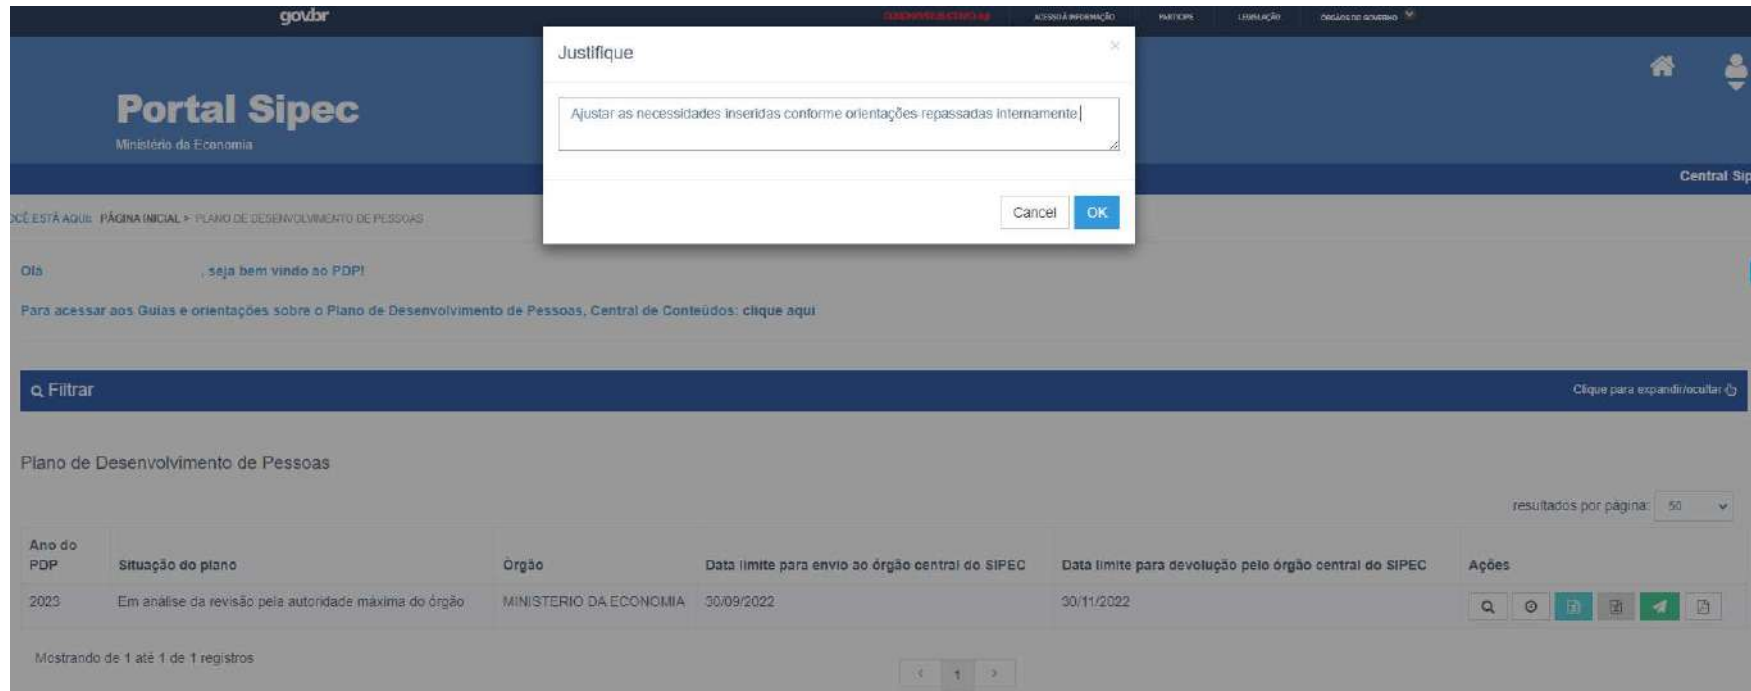 govbr
ACESSO À INFORMAÇÃO
PARTICIPE
LEGISLAÇÃO
ÓRGÃOS DO GOVERNO
Justifique
×
Ajustar as necessidades inseridas conforme orientações repassadas internamente
Cancel
OK
Portal Sipec
Ministério da Economia
Central Sip
OCÊ ESTÁ AQUI: PÁGINA INICIAL > PLANO DE DESENVOLVIMENTO DE PESSOAS
Olá , seja bem vindo ao PDP!
Para acessar aos Guias e orientações sobre o Plano de Desenvolvimento de Pessoas, Central de Conteúdos: clique aqui
Filtrar
Clique para expandir/ocultar
Plano de Desenvolvimento de Pessoas
resultados por página: 50
Ano do PDP Situação do plano Órgão Data limite para envio ao órgão central do SIPEC Data limite para devolução pelo órgão central do SIPEC Ações
2023 Em análise da revisão pela autoridade máxima do órgão MINISTERIO DA ECONOMIA 30/09/2022 30/11/2022
Mostrando de 1 até 1 de 1 registros
< 1 >